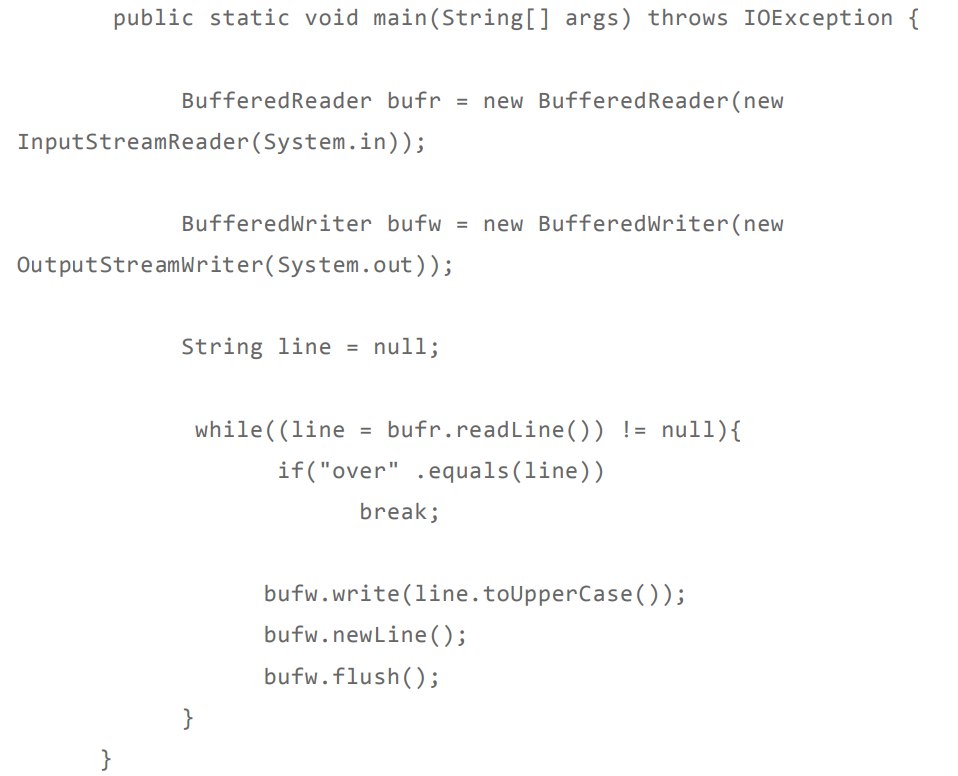 public static void main(String[] args) throws IOException {
BufferedReader bufr = new BufferedReader(new
InputStreamReader(System.in));
BufferedWriter bufw = new BufferedWriter(new
OutputStreamWriter(System.out));
String line = null;
while((line = bufr.readLine()) != null){
if("over" .equals(line))
break;
bufw.write(line.toUpperCase());
bufw.newLine();
bufw.flush();
}
}